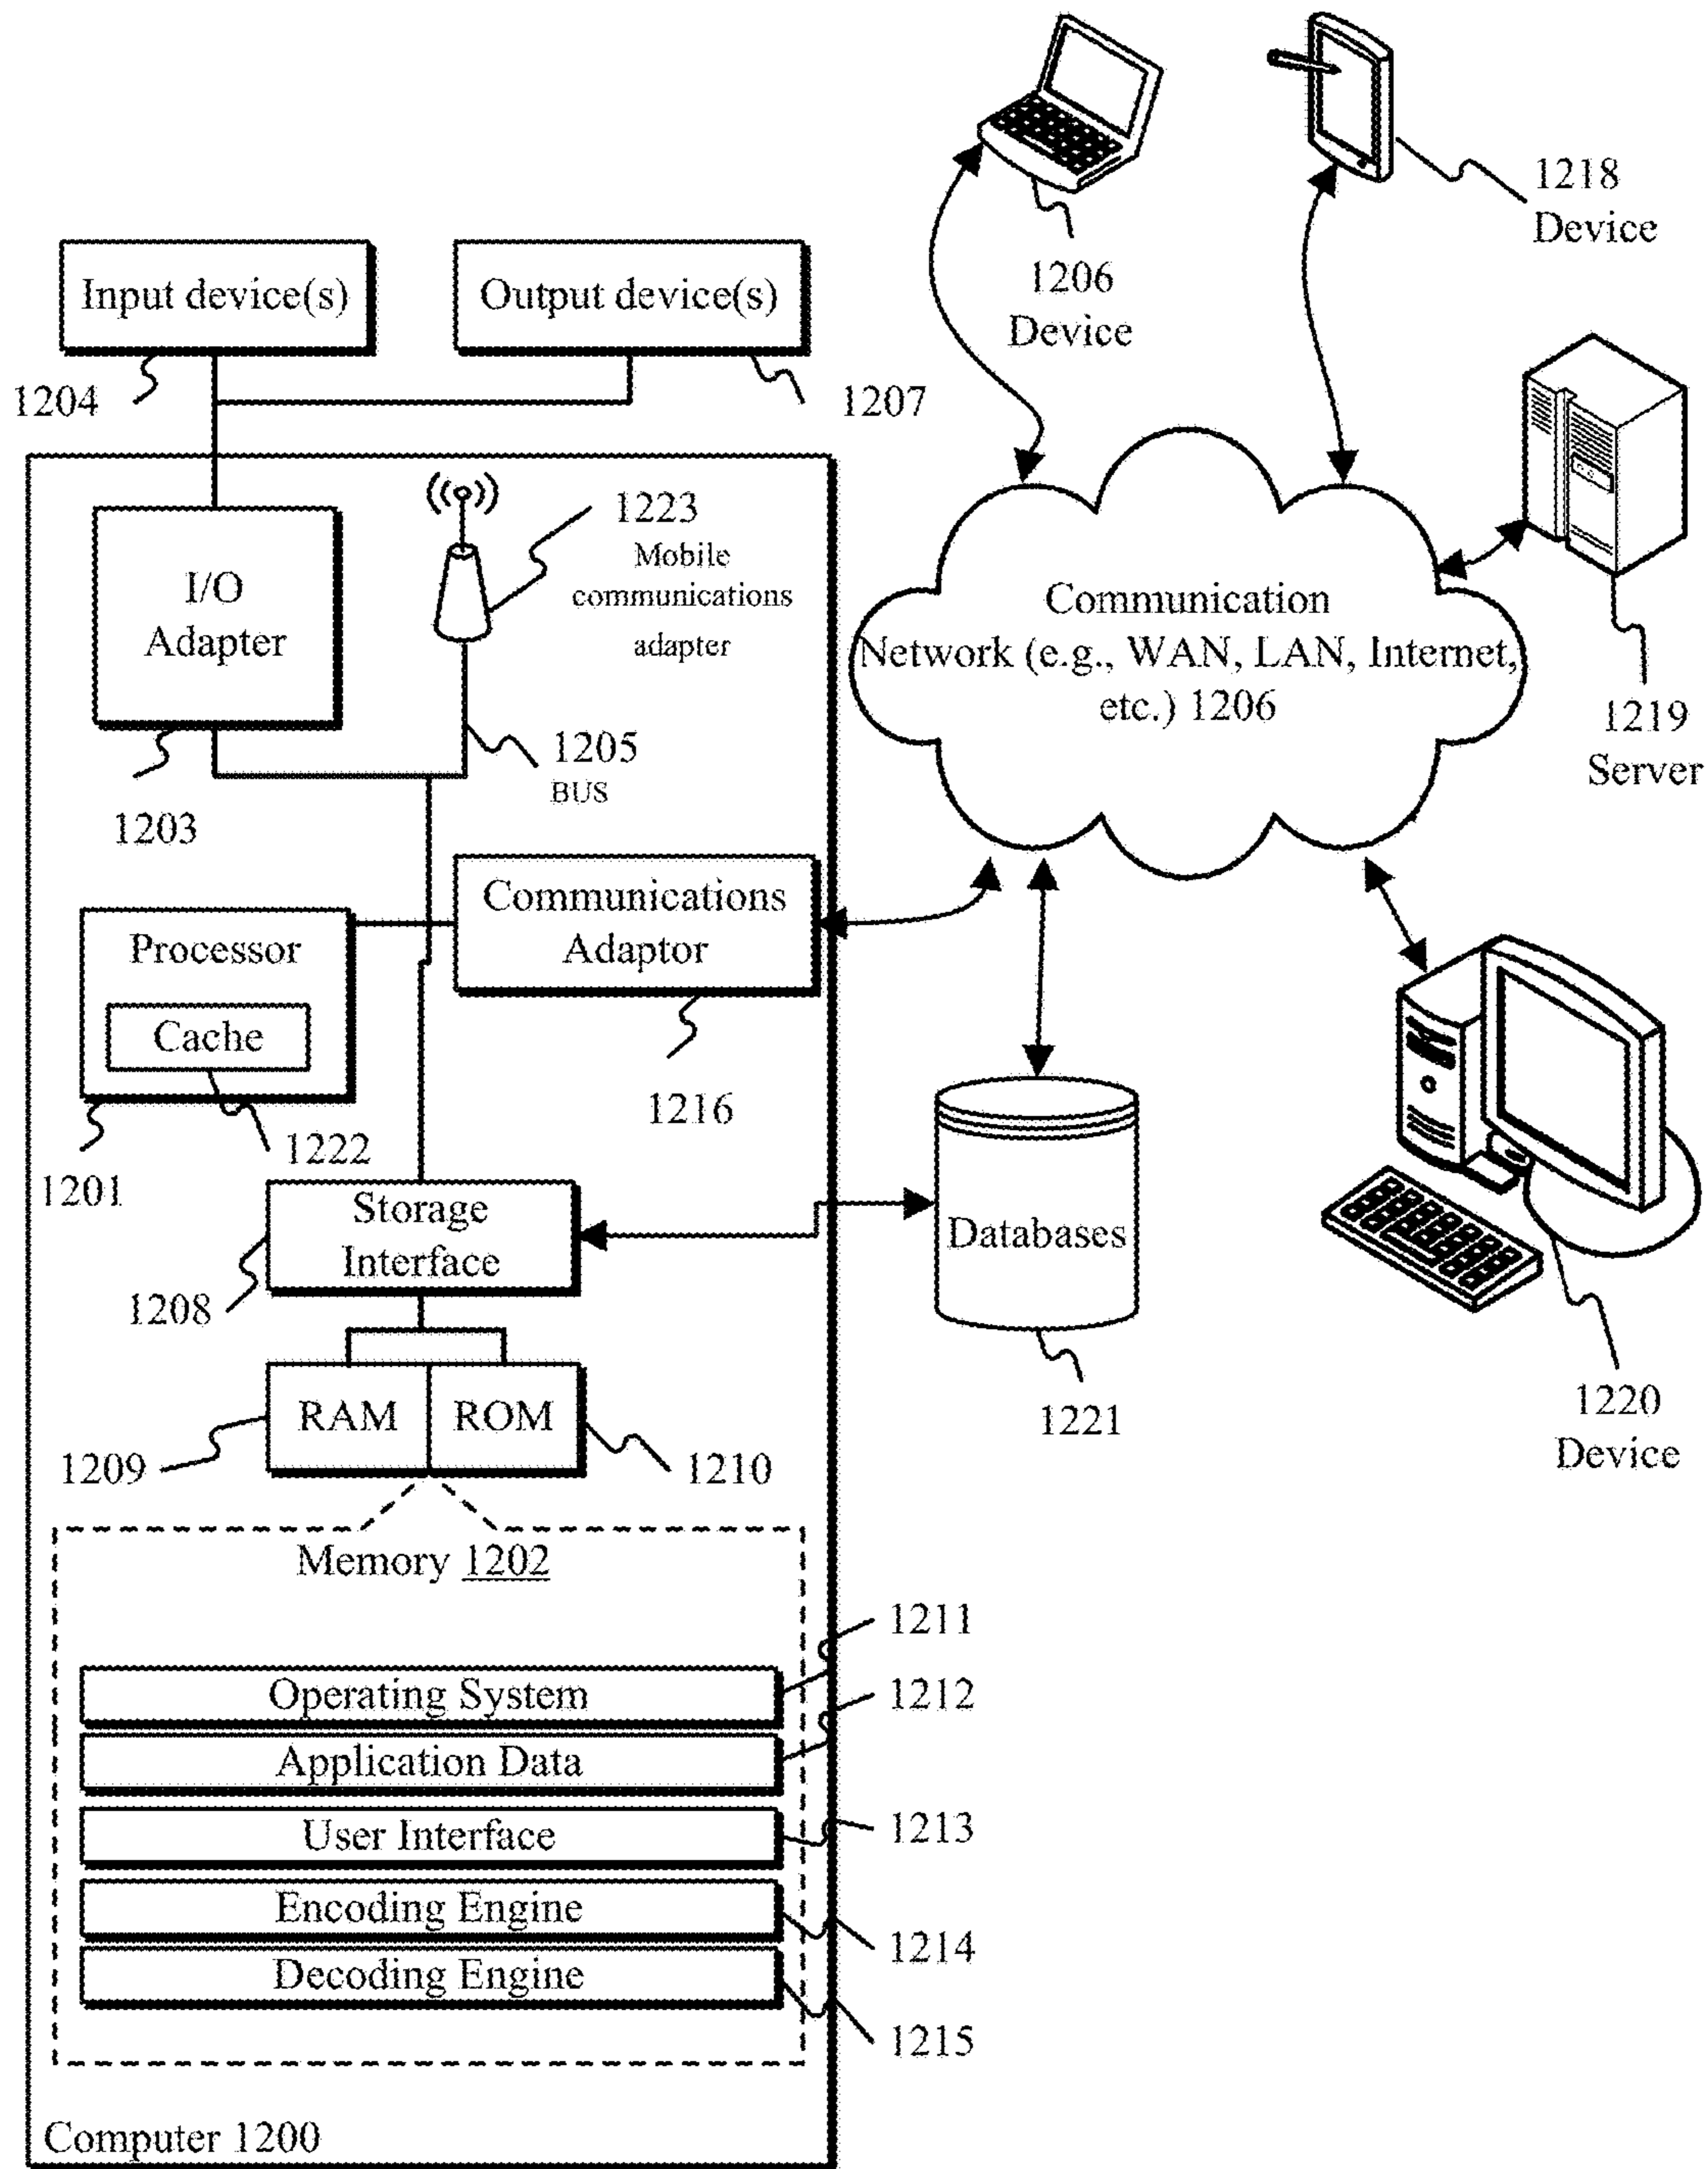 1218
Device
1206
Device
Input device(s)
Output device(s)
1204
1207
I/O
Adapter
1223
Mobile
communications
adapter
1205
BUS
1203
Communication
Network (e.g., WAN, LAN, Internet,
etc.) 1206
1219
Server
Processor
Cache
Communications
Adaptor
1222
1201
1216
Storage
Interface
1208
Databases
1221
1220
Device
RAM
ROM
1209
1210
Memory 1202
1211
Operating System
1212
Application Data
User Interface
1213
Encoding Engine
1214
Decoding Engine
1215
Computer 1200